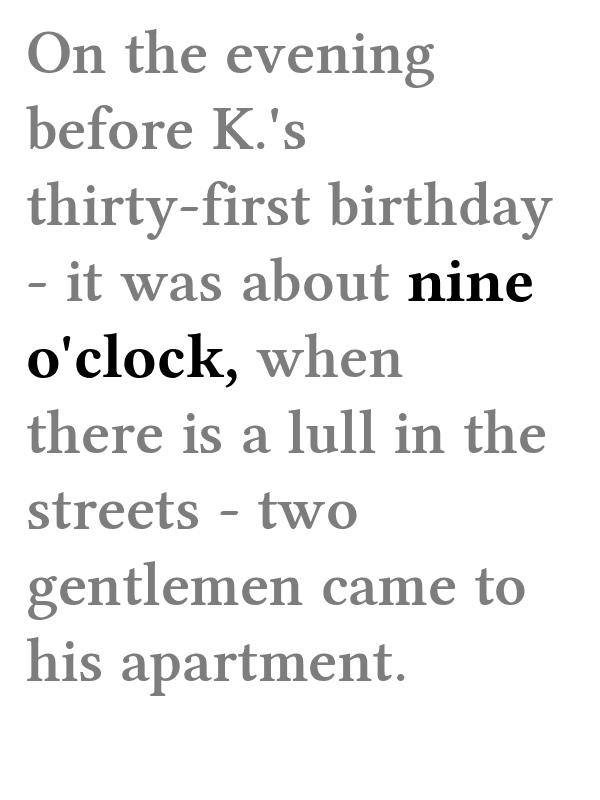 On the evening
before K.'s
thirty-first birthday
- it was about nine
o'clock, when
there is a lull in the
streets - two
gentlemen came to
his apartment.